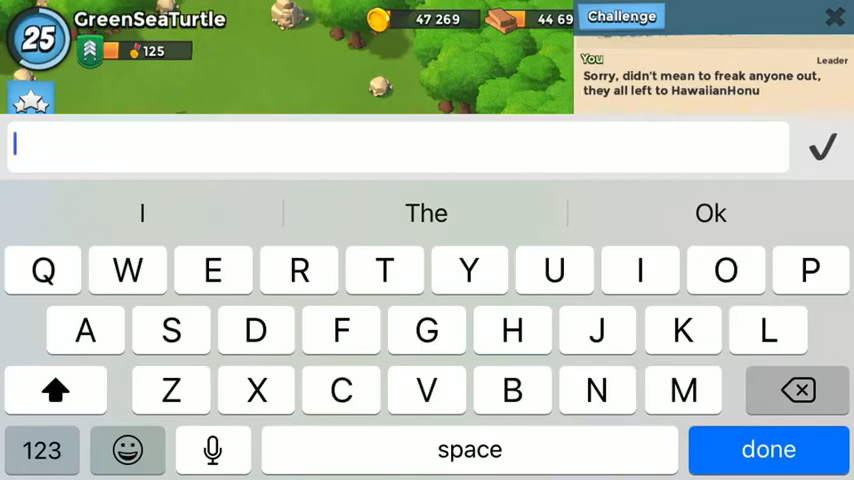 GreenSeaTurtle
25
125
47 269
44 69
Challenge
You
Leader
Sorry, didn't mean to freak anyone out,
they all left to HawaiianHonu
I The Ok
Q W E R T Y U I O P
A S D F G H J K L
Z X C V B N M
123 space done